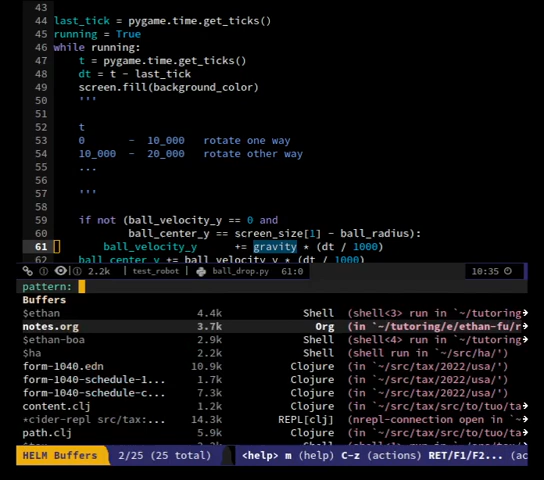 43
44 last_tick = pygame.time.get_ticks()
45 running = True
46 while running:
47     t = pygame.time.get_ticks()
48     dt = t - last_tick
49     screen.fill(background_color)
50     '''
51
52     t
53     0       -  10_000   rotate one way
54     10_000  -  20_000   rotate other way
55     ...
56
57     '''
58
59     if not (ball_velocity_y == 0 and
60             ball_center_y == screen_size[1] - ball_radius):
61         ball_velocity_y      += gravity * (dt / 1000)
62     ball_center_y += ball_velocity_y * (dt / 1000)
2.2k test_robot ball_drop.py 61:0 10:35
pattern:
Buffers
$ethan 4.4k Shell (shell<3> run in `~/tutoring
notes.org 3.7k Org (in `~/tutoring/e/ethan-fu/r
$ethan-boa 2.9k Shell (shell<4> run in `~/tutoring
$ha 2.2k Shell (shell run in `~/src/ha/')
form-1040.edn 10.9k Clojure (in `~/src/tax/2022/usa/')
form-1040-schedule-1... 1.7k Clojure (in `~/src/tax/2022/usa/')
form-1040-schedule-c... 7.3k Clojure (in `~/src/tax/2022/usa/')
content.clj 1.2k Clojure (in `~/src/tax/src/to/tuo/ta
*cider-repl src/tax:... 14.3k REPL[clj] (nrepl-connection open in `~
path.clj 5.9k Clojure (in `~/src/tax/src/to/tuo/ta
HELM Buffers 2/25 (25 total) <help> m (help) C-z (actions) RET/F1/F2... (ac